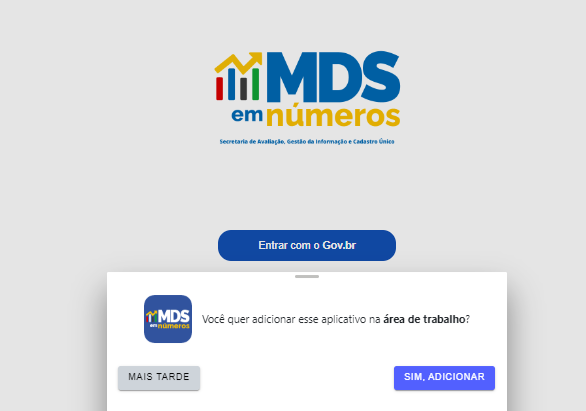 MDS
em números
Secretaria de Avaliação, Gestão da Informação e Cadastro Único
Entrar com o Gov.br
MDS
em números
Você quer adicionar esse aplicativo na área de trabalho?
MAIS TARDE
SIM, ADICIONAR